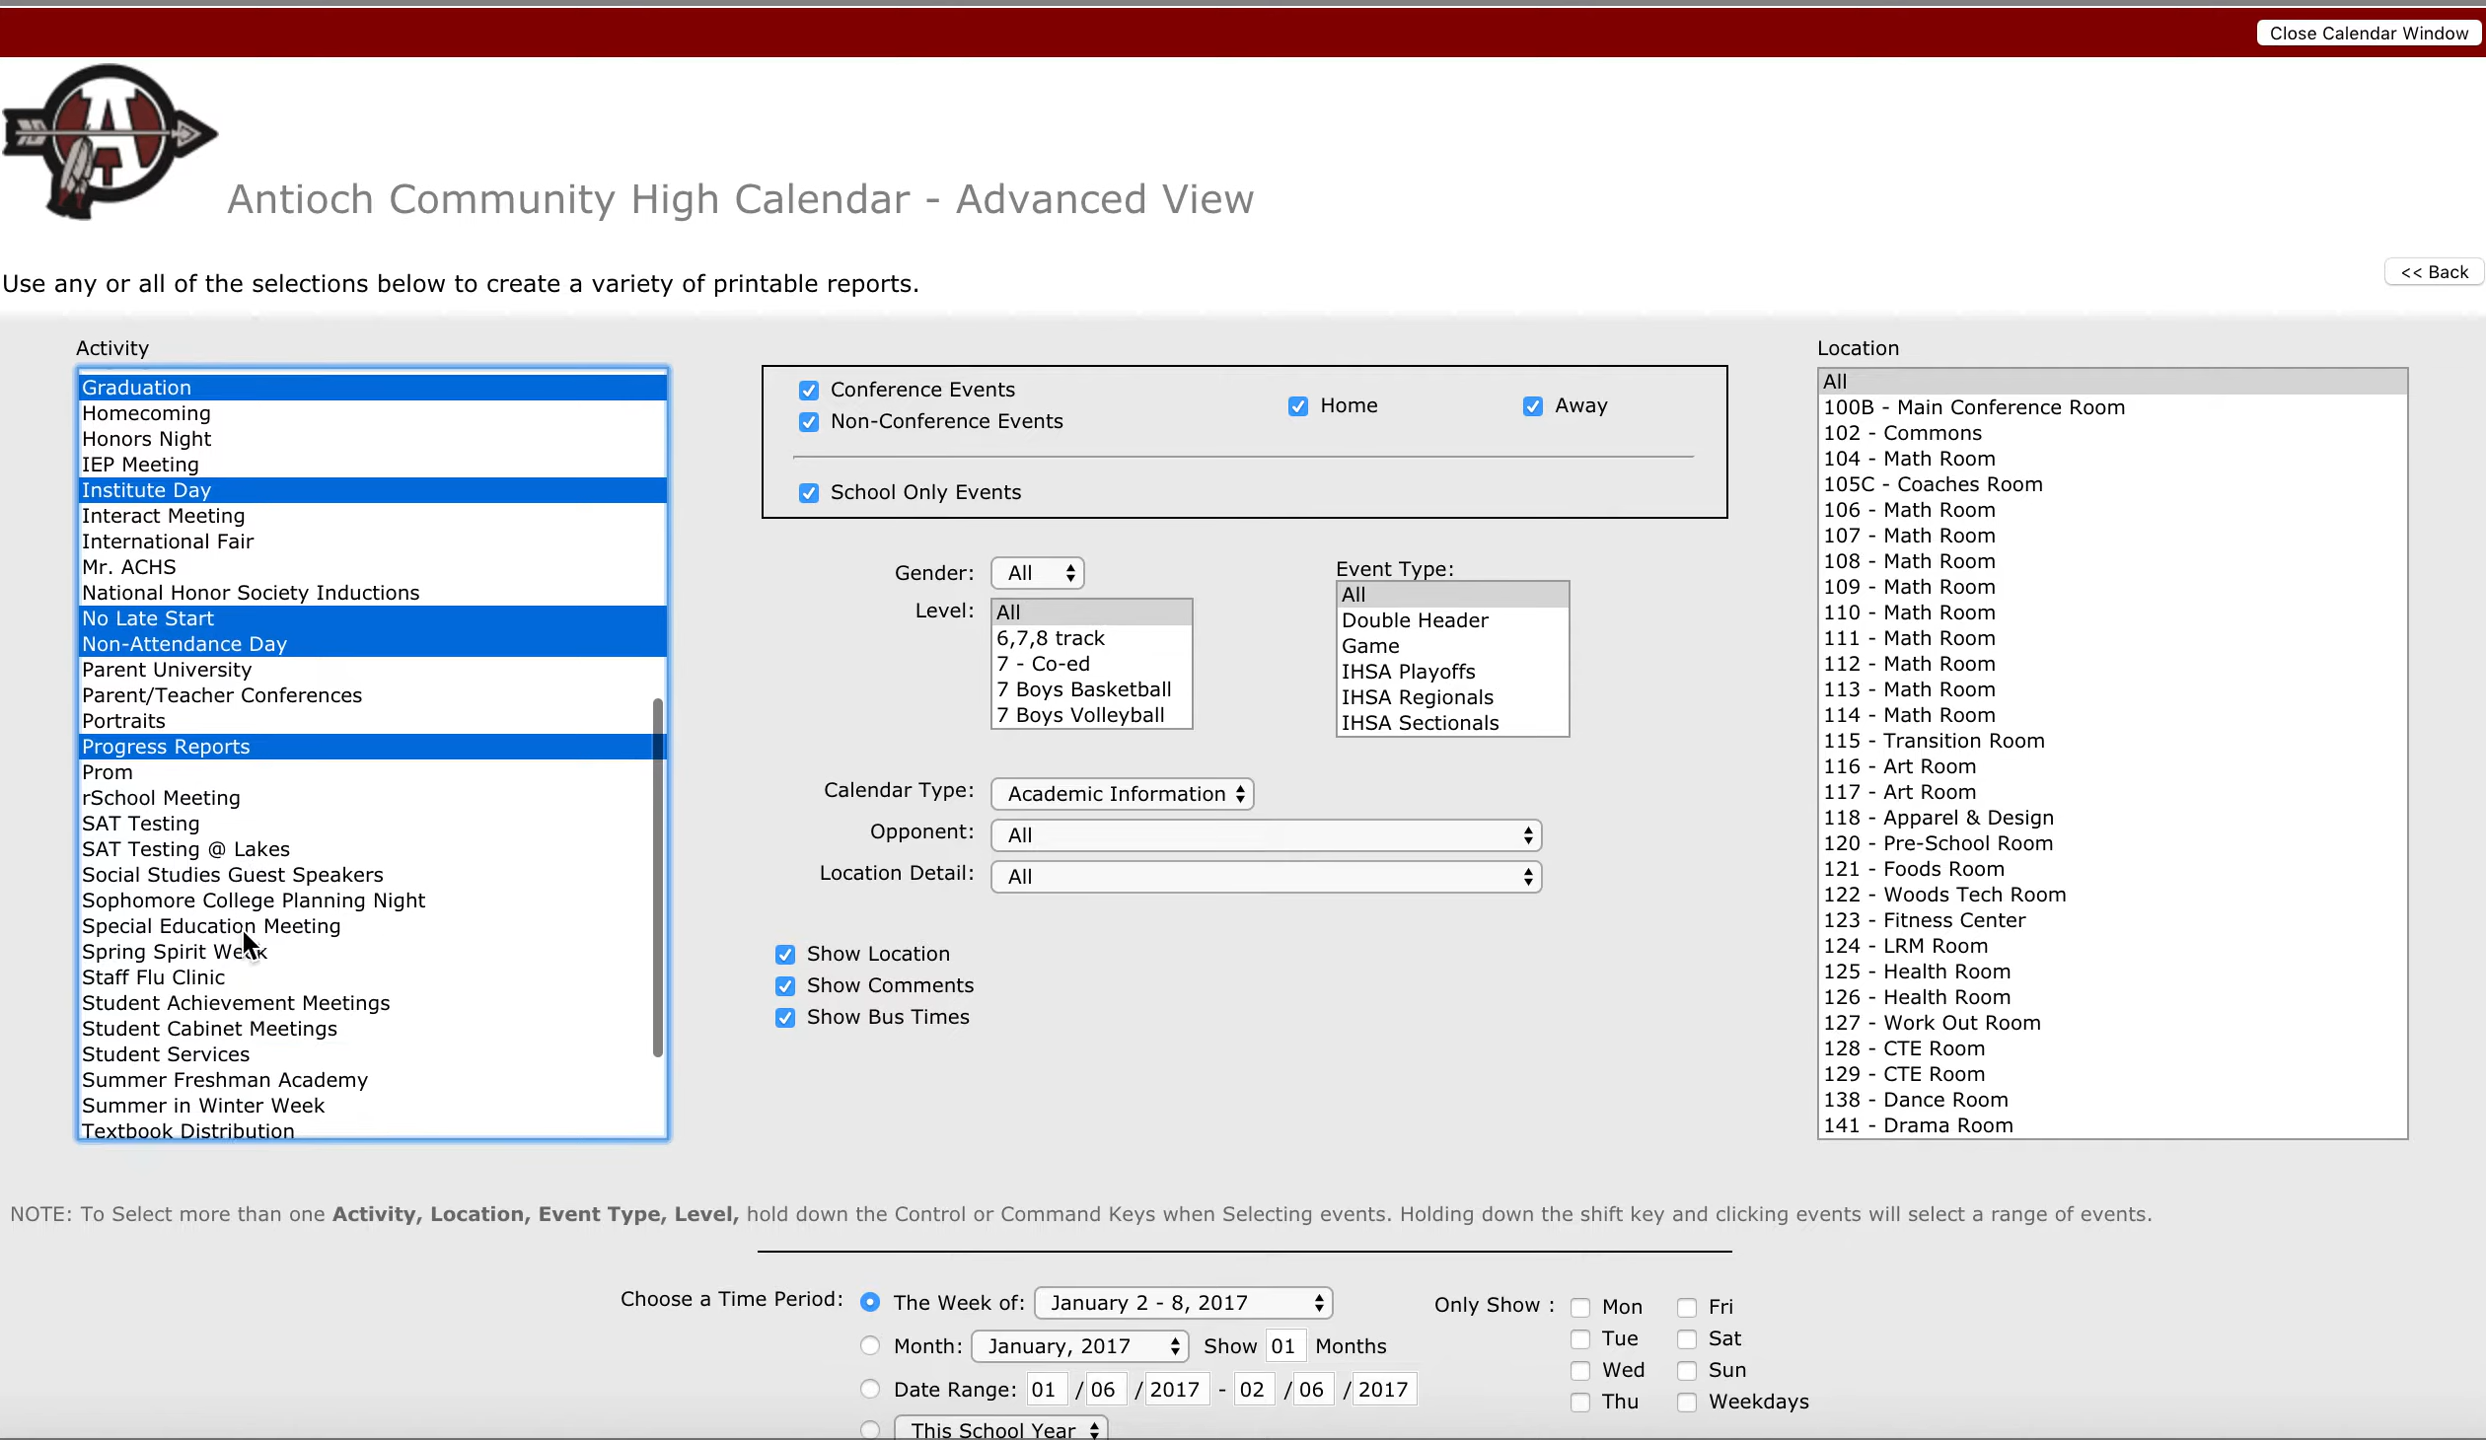 Close Calendar Window
A
Antioch Community High Calendar - Advanced View
Use any or all of the selections below to create a variety of printable reports.
<< Back
Activity
Graduation
Homecoming
Honors Night
IEP Meeting
Institute Day
Interact Meeting
International Fair
Mr. ACHS
National Honor Society Inductions
No Late Start
Non-Attendance Day
Parent University
Parent/Teacher Conferences
Portraits
Progress Reports
Prom
rSchool Meeting
SAT Testing
SAT Testing @ Lakes
Social Studies Guest Speakers
Sophomore College Planning Night
Special Education Meeting
Spring Spirit Week
Staff Flu Clinic
Student Achievement Meetings
Student Cabinet Meetings
Student Services
Summer Freshman Academy
Summer in Winter Week
Textbook Distribution
Conference Events
Non-Conference Events
Home
Away
School Only Events
Gender: All
Level:
All
6,7,8 track
7 - Co-ed
7 Boys Basketball
7 Boys Volleyball
Event Type:
All
Double Header
Game
IHSA Playoffs
IHSA Regionals
IHSA Sectionals
Calendar Type: Academic Information
Opponent: All
Location Detail: All
Show Location
Show Comments
Show Bus Times
Location
All
100B - Main Conference Room
102 - Commons
104 - Math Room
105C - Coaches Room
106 - Math Room
107 - Math Room
108 - Math Room
109 - Math Room
110 - Math Room
111 - Math Room
112 - Math Room
113 - Math Room
114 - Math Room
115 - Transition Room
116 - Art Room
117 - Art Room
118 - Apparel & Design
120 - Pre-School Room
121 - Foods Room
122 - Woods Tech Room
123 - Fitness Center
124 - LRM Room
125 - Health Room
126 - Health Room
127 - Work Out Room
128 - CTE Room
129 - CTE Room
138 - Dance Room
141 - Drama Room
NOTE: To Select more than one Activity, Location, Event Type, Level, hold down the Control or Command Keys when Selecting events. Holding down the shift key and clicking events will select a range of events.
Choose a Time Period: The Week of: January 2 - 8, 2017
Month: January, 2017 Show 01 Months
Date Range: 01 / 06 / 2017 - 02 / 06 / 2017
This School Year
Only Show : Mon Fri
Tue Sat
Wed Sun
Thu Weekdays